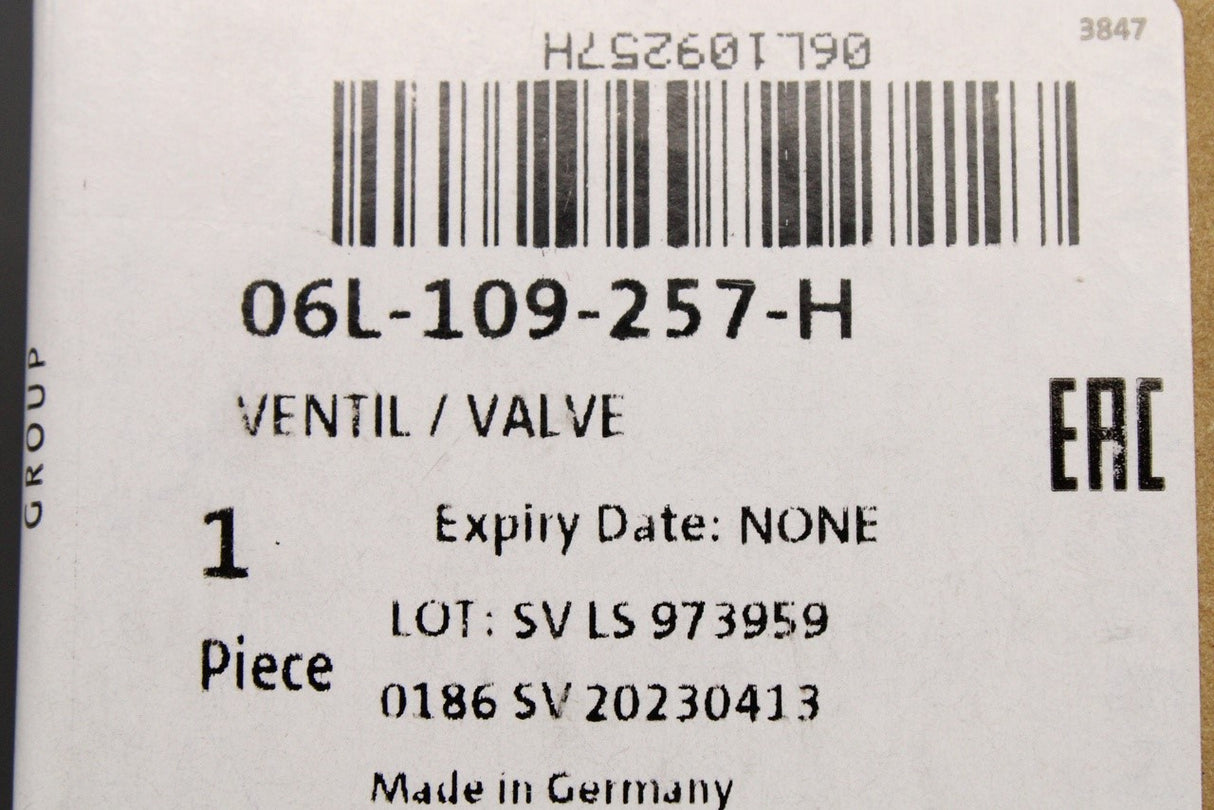 3847
06L109257H
06L-109-257-H
VENTIL / VALVE
EAC
GROUP
1
Piece
Expiry Date: NONE
LOT: SV LS 973959
0186 SV 20230413
Made in Germany